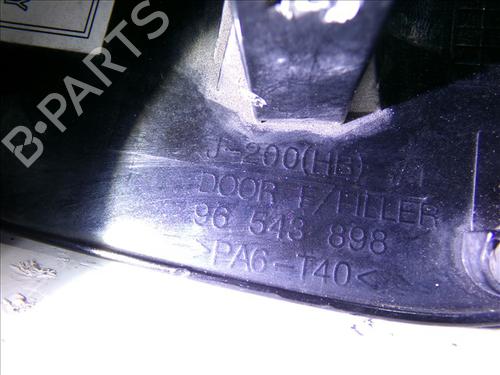 B-PARTS
J-200(HB)
DOOR F/FILLER
96 543 898
>PA6-T40<